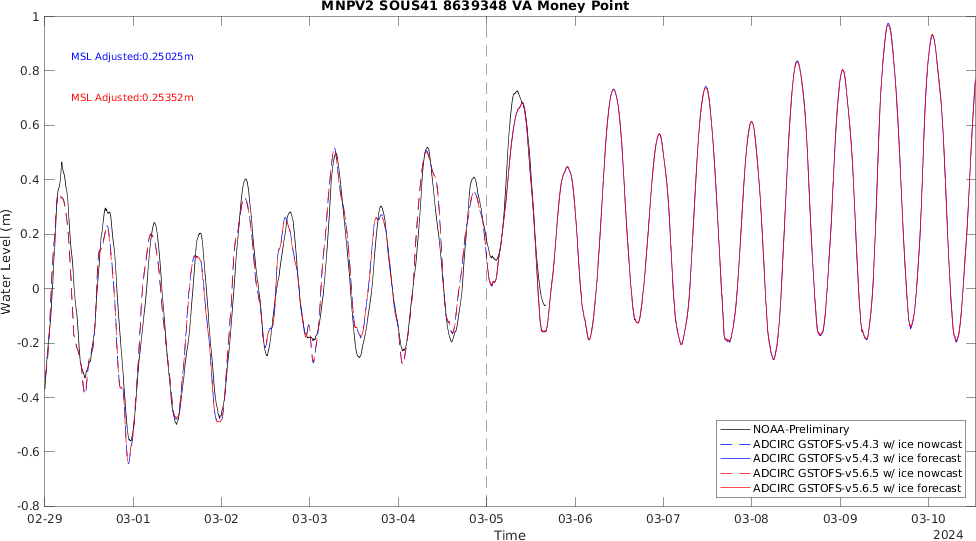 MNPV2 SOUS41 8639348 VA Money Point
MSL Adjusted:0.25025m
MSL Adjusted:0.25352m
Water Level (m)
1
0.8
0.6
0.4
0.2
0
-0.2
-0.4
-0.6
-0.8
NOAA-Preliminary
ADCIRC GSTOFS-v5.4.3 w/ ice nowcast
ADCIRC GSTOFS-v5.4.3 w/ ice forecast
ADCIRC GSTOFS-v5.6.5 w/ ice nowcast
ADCIRC GSTOFS-v5.6.5 w/ ice forecast
02-29 03-01 03-02 03-03 03-04 03-05 03-06 03-07 03-08 03-09 03-10
Time
2024